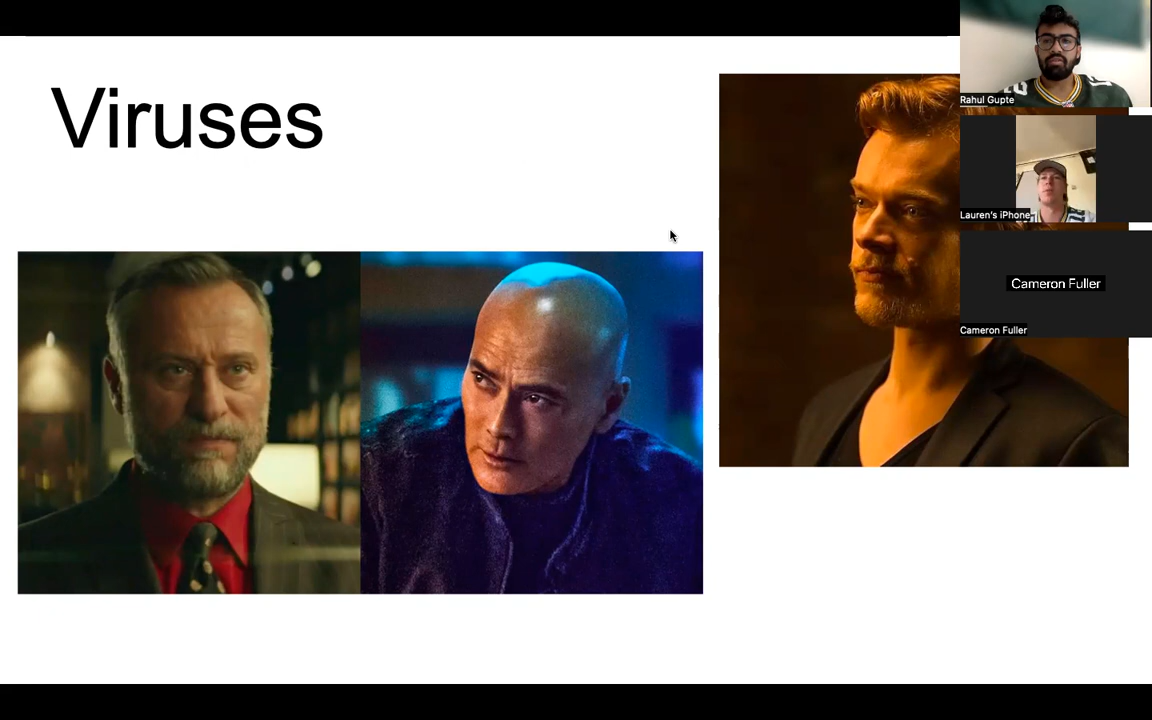 Viruses
Rahul Gupte
Lauren's iPhone
Cameron Fuller
Cameron Fuller